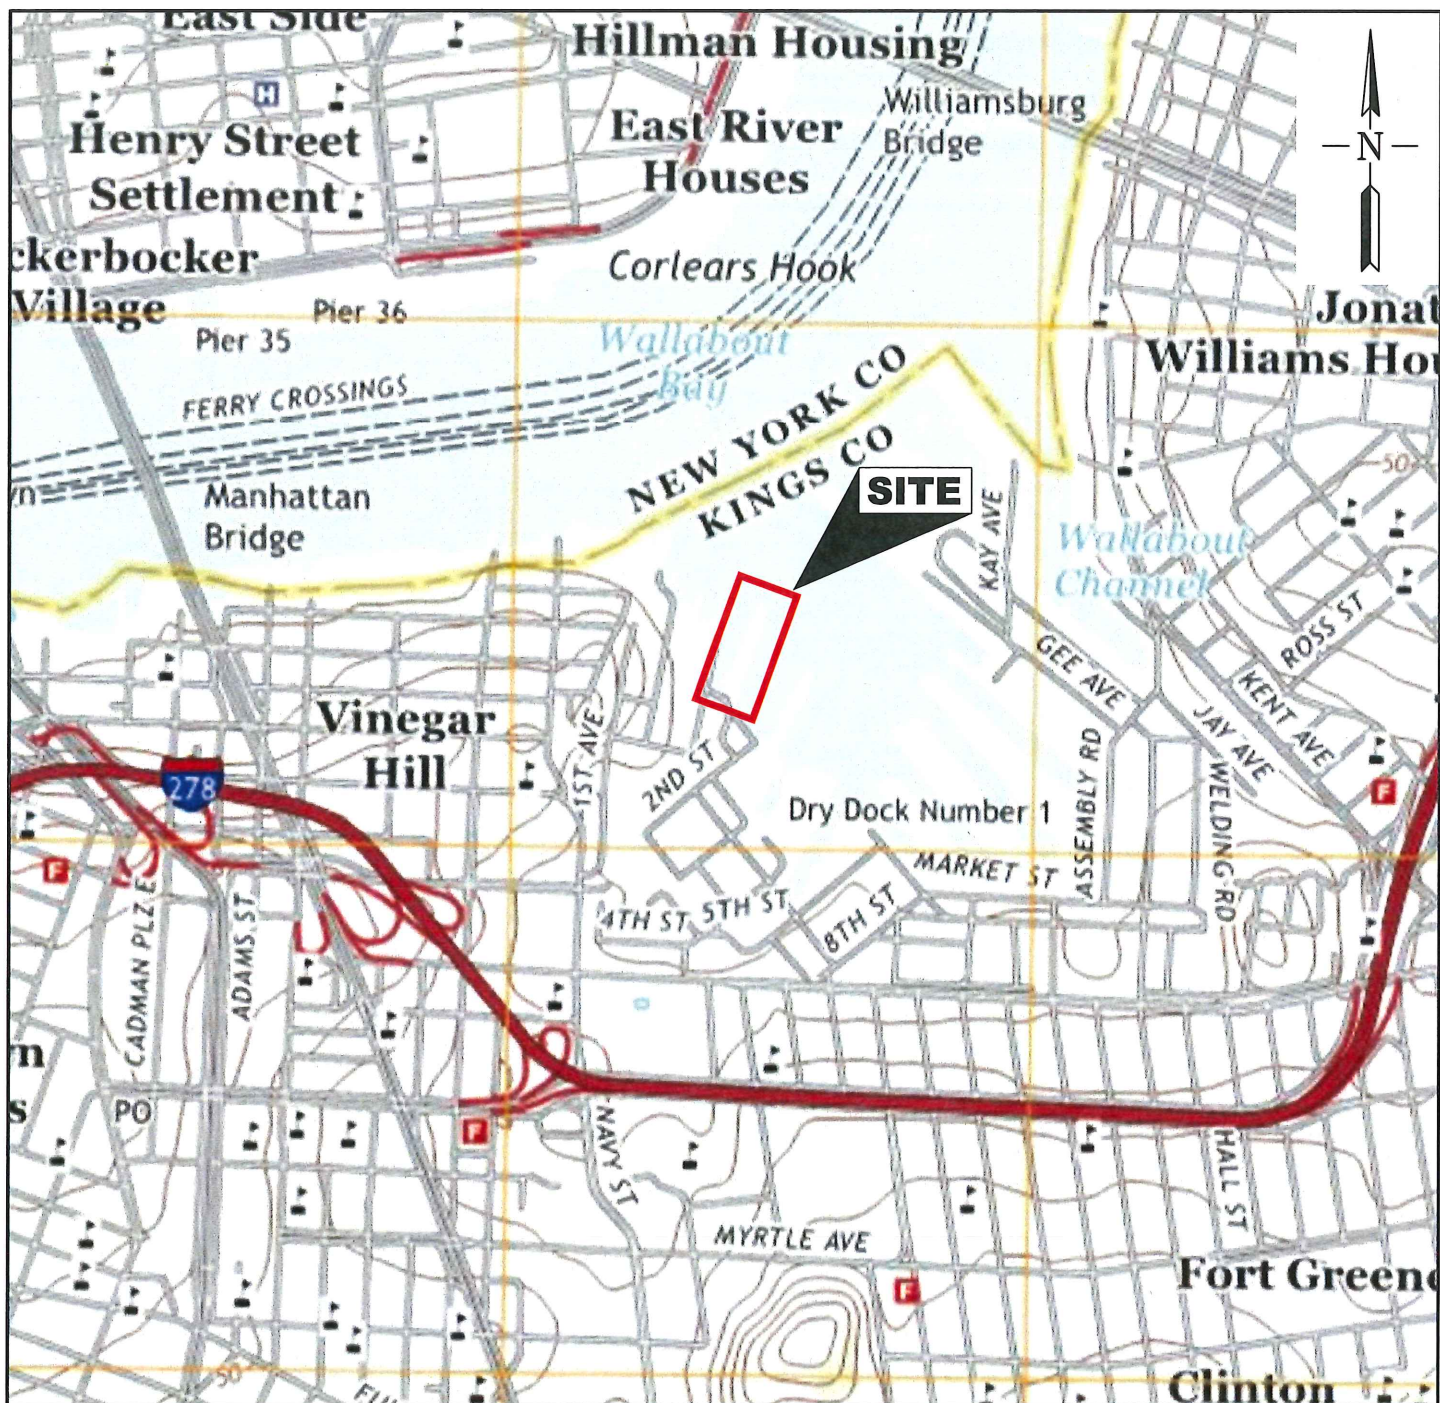 East Side
Hillman Housing
H
Williamsburg
Bridge
East River
Houses
Henry Street
Settlement
N
Corlears Hook
ckerbocker
Village
Pier 36
Pier 35
Jonat
Williams Hou
Wallabout
Bay
FERRY CROSSINGS
NEW YORK CO
KINGS CO
50
SITE
Manhattan
Bridge
KAY AVE
Wallabout
Channel
ROSS ST
GEE AVE
KENT AVE
JAY AVE
Vinegar
Hill
1ST AVE
2ND ST
278
ASSEMBLY RD
WELDING RD
F
Dry Dock Number 1
MARKET ST
F
CADMAN PLZ E
ADAMS ST
4TH ST
5TH ST
8TH ST
n
s
PO
F
NAVY ST
HALL ST
MYRTLE AVE
F
Fort Greene
50
Clinton